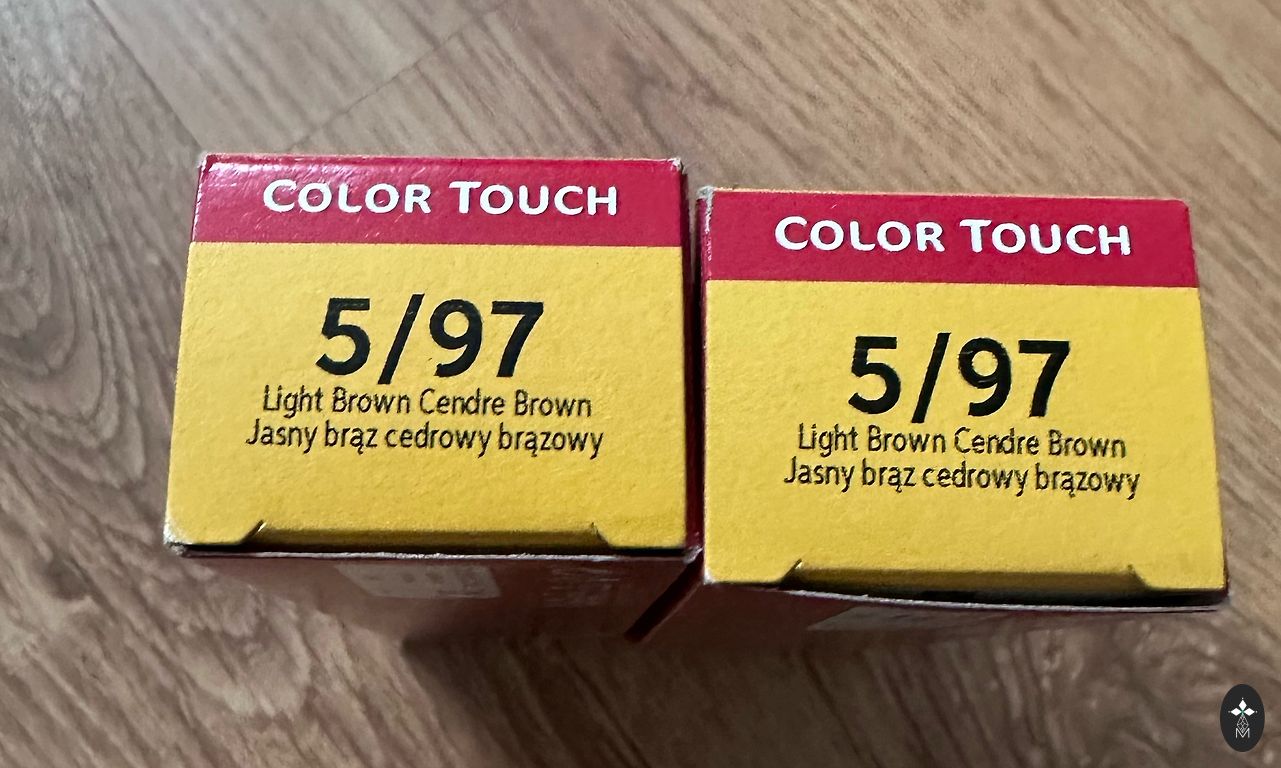 COLOR TOUCH
5/97
Light Brown Cendre Brown
Jasny brąz cedrowy brązowy
COLOR TOUCH
5/97
Light Brown Cendre Brown
Jasny brąz cedrowy brązowy
M